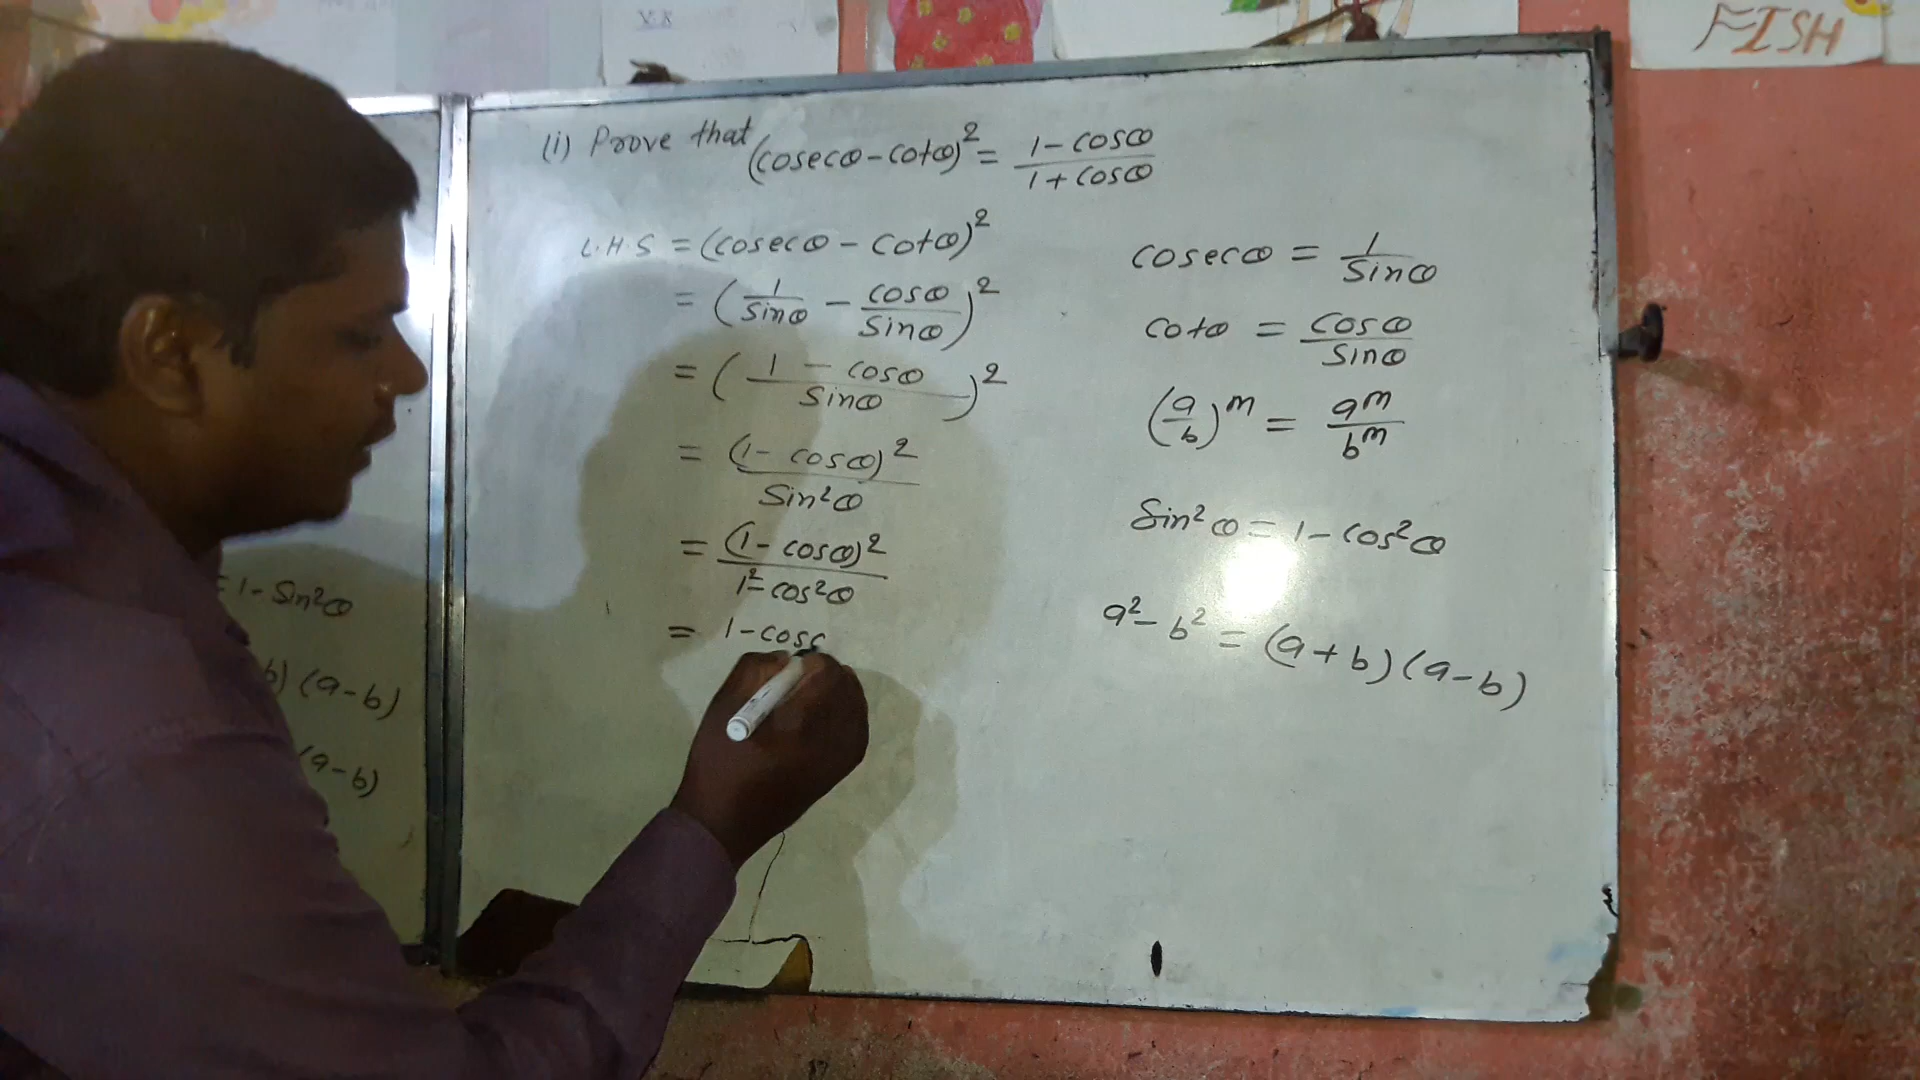 V.K
FISH
(i) Prove that (cosecθ-cotθ)² = (1-cosθ)/(1+cosθ)
L.H.S = (cosecθ - cotθ)²
= (1/sinθ - cosθ/sinθ)²
= ((1 - cosθ)/sinθ)²
= (1- cosθ)²/Sin²θ
= (1- cosθ)²/(1²-cos²θ)
= 1-cos
cosecθ = 1/sinθ
cotθ = cosθ/sinθ
(a/b)^m = a^m/b^m
Sin²θ = 1-cos²θ
a²-b² = (a+b)(a-b)
=1-Sin²θ
b) (a-b)
(a-b)